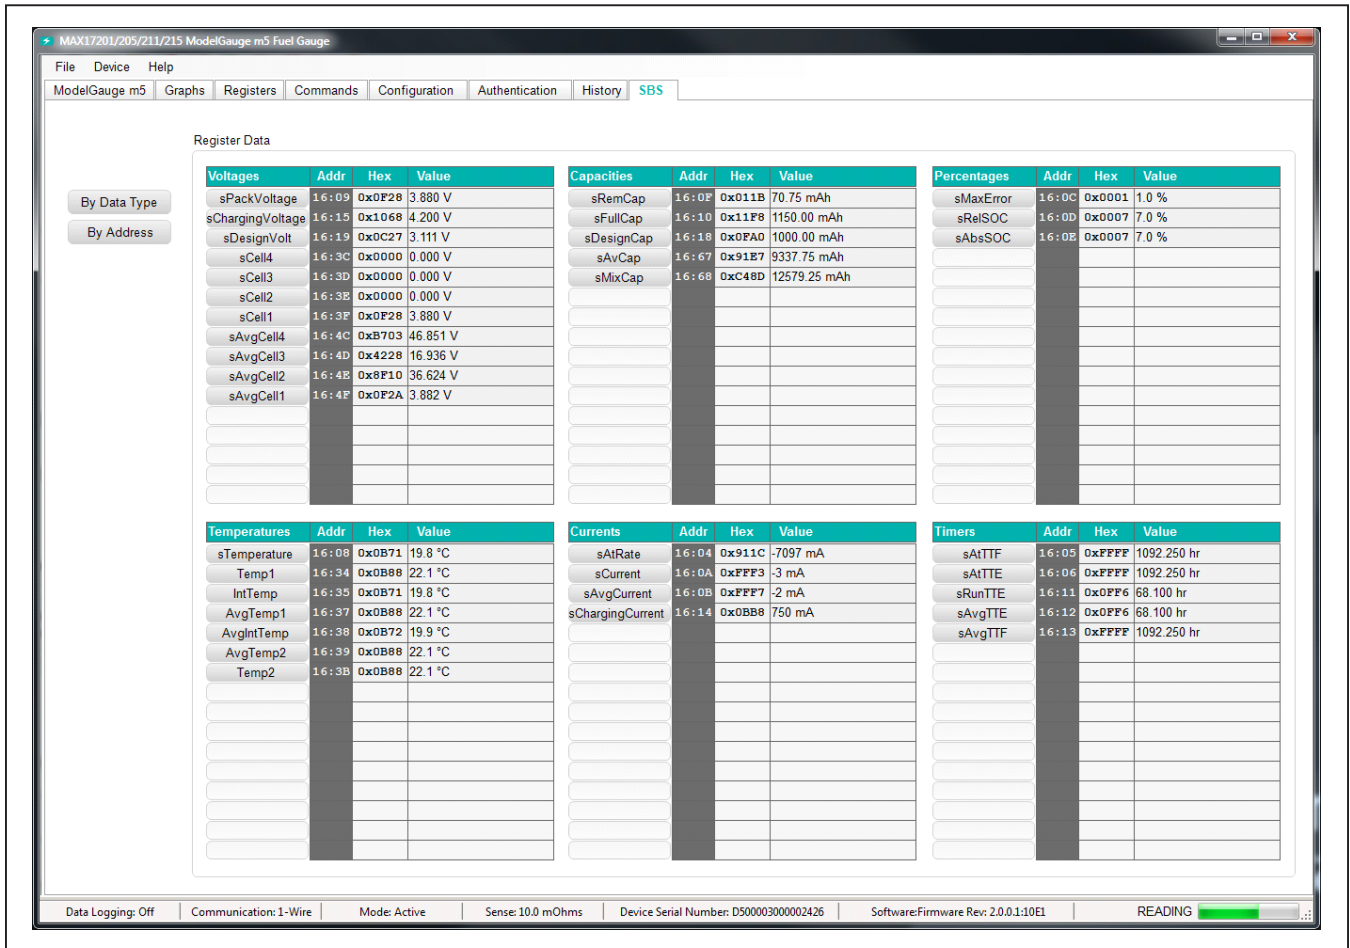 MAX17201/205/211/215 ModelGauge m5 Fuel Gauge
File Device Help
ModelGauge m5 Graphs Registers Commands Configuration Authentication History SBS
Register Data
By Data Type
By Address
Voltages Addr Hex Value
sPackVoltage 16:09 0x0F28 3.880 V
sChargingVoltage 16:15 0x1068 4.200 V
sDesignVolt 16:19 0x0C27 3.111 V
sCell4 16:3C 0x0000 0.000 V
sCell3 16:3D 0x0000 0.000 V
sCell2 16:3E 0x0000 0.000 V
sCell1 16:3F 0x0F28 3.880 V
sAvgCell4 16:4C 0xB703 46.851 V
sAvgCell3 16:4D 0x4228 16.936 V
sAvgCell2 16:4E 0x8F10 36.624 V
sAvgCell1 16:4F 0x0F2A 3.882 V
Capacities Addr Hex Value
sRemCap 16:0F 0x011B 70.75 mAh
sFullCap 16:10 0x11F8 1150.00 mAh
sDesignCap 16:18 0x0FA0 1000.00 mAh
sAvCap 16:67 0x91E7 9337.75 mAh
sMixCap 16:68 0xC48D 12579.25 mAh
Percentages Addr Hex Value
sMaxError 16:0C 0x0001 1.0 %
sRelSOC 16:0D 0x0007 7.0 %
sAbsSOC 16:0E 0x0007 7.0 %
Temperatures Addr Hex Value
sTemperature 16:08 0x0B71 19.8 °C
Temp1 16:34 0x0B88 22.1 °C
IntTemp 16:35 0x0B71 19.8 °C
AvgTemp1 16:37 0x0B88 22.1 °C
AvgIntTemp 16:38 0x0B72 19.9 °C
AvgTemp2 16:39 0x0B88 22.1 °C
Temp2 16:3B 0x0B88 22.1 °C
Currents Addr Hex Value
sAtRate 16:04 0x911C -7097 mA
sCurrent 16:0A 0xFFF3 -3 mA
sAvgCurrent 16:0B 0xFFF7 -2 mA
sChargingCurrent 16:14 0x0BB8 750 mA
Timers Addr Hex Value
sAtTTF 16:05 0xFFFF 1092.250 hr
sAtTTE 16:06 0xFFFF 1092.250 hr
sRunTTE 16:11 0x0FF6 68.100 hr
sAvgTTE 16:12 0x0FF6 68.100 hr
sAvgTTF 16:13 0xFFFF 1092.250 hr
Data Logging: Off Communication: 1-Wire Mode: Active Sense: 10.0 mOhms Device Serial Number: D500003000002426 Software:Firmware Rev: 2.0.0.1:10E1 READING